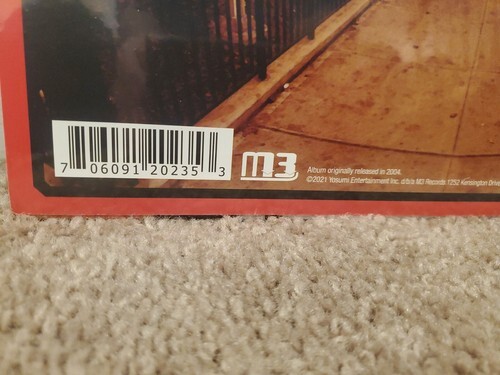 7 06091 20235 3
m3
Album originally released in 2004.
©2021 Yosumi Entertainment Inc. d/b/a M3 Records 1252 Kensington Drive